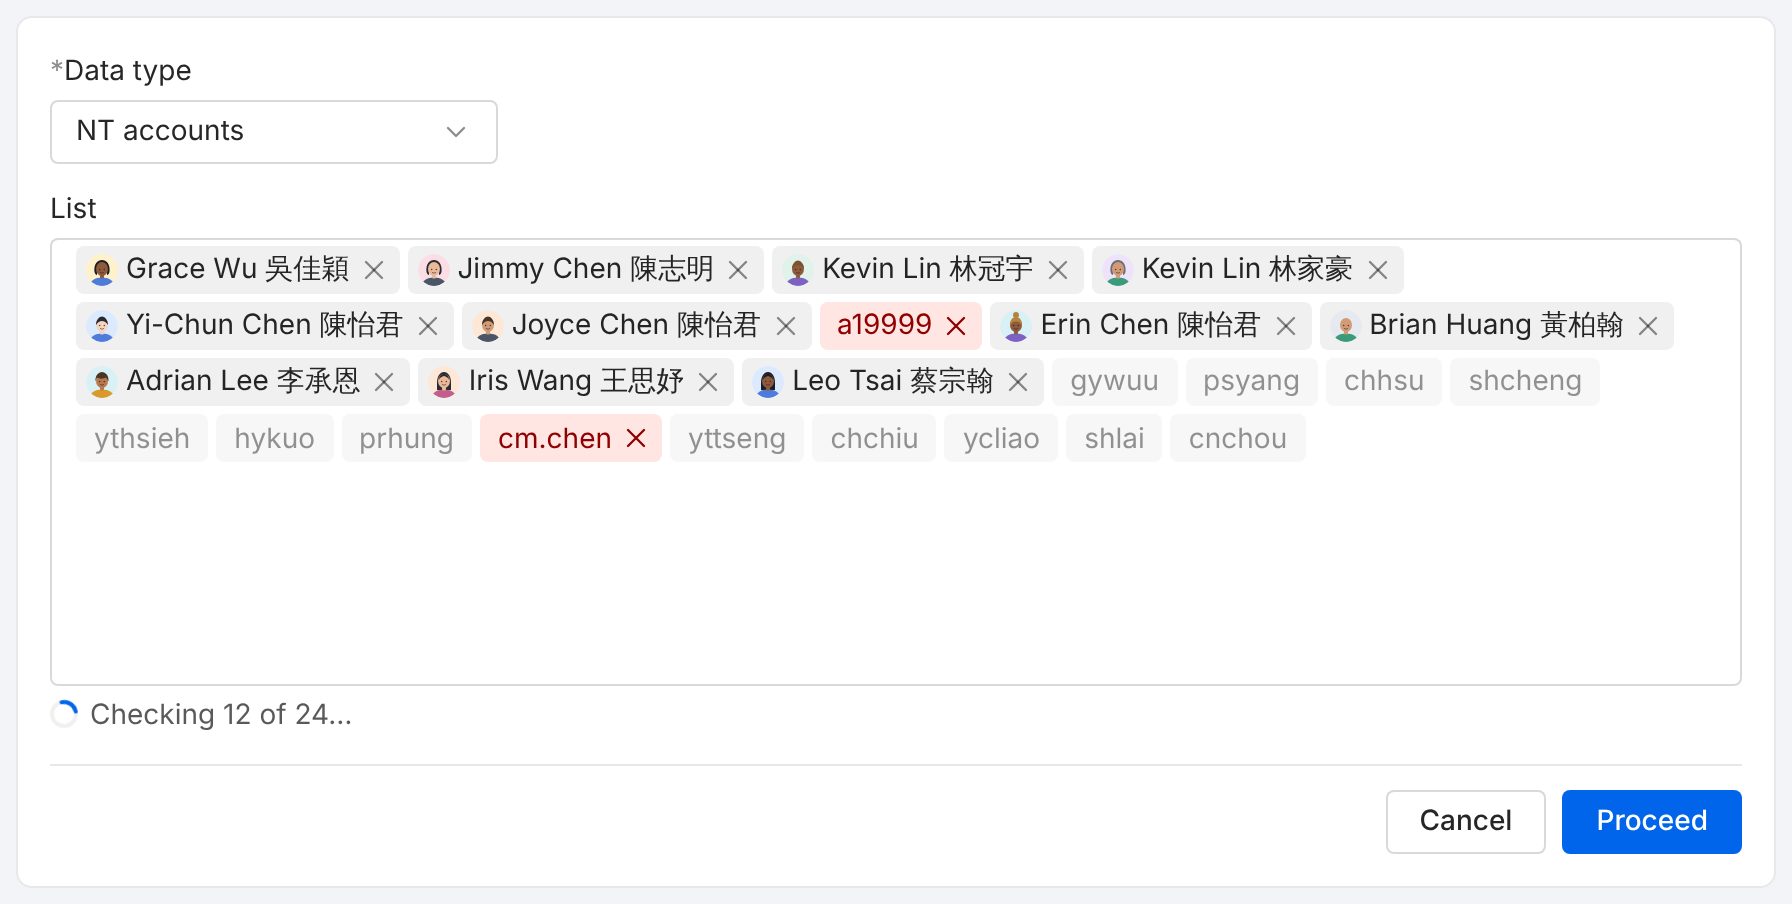 *Data type
NT accounts
List
Grace Wu 吳佳穎 Jimmy Chen 陳志明 Kevin Lin 林冠宇 Kevin Lin 林家豪
Yi-Chun Chen 陳怡君 Joyce Chen 陳怡君 a19999 Erin Chen 陳怡君 Brian Huang 黃柏翰
Adrian Lee 李承恩 Iris Wang 王思妤 Leo Tsai 蔡宗翰 gywuu psyang chhsu shcheng
ythsieh hykuo prhung cm.chen yttseng chchiu ycliao shlai cnchou
Checking 12 of 24...
Cancel Proceed